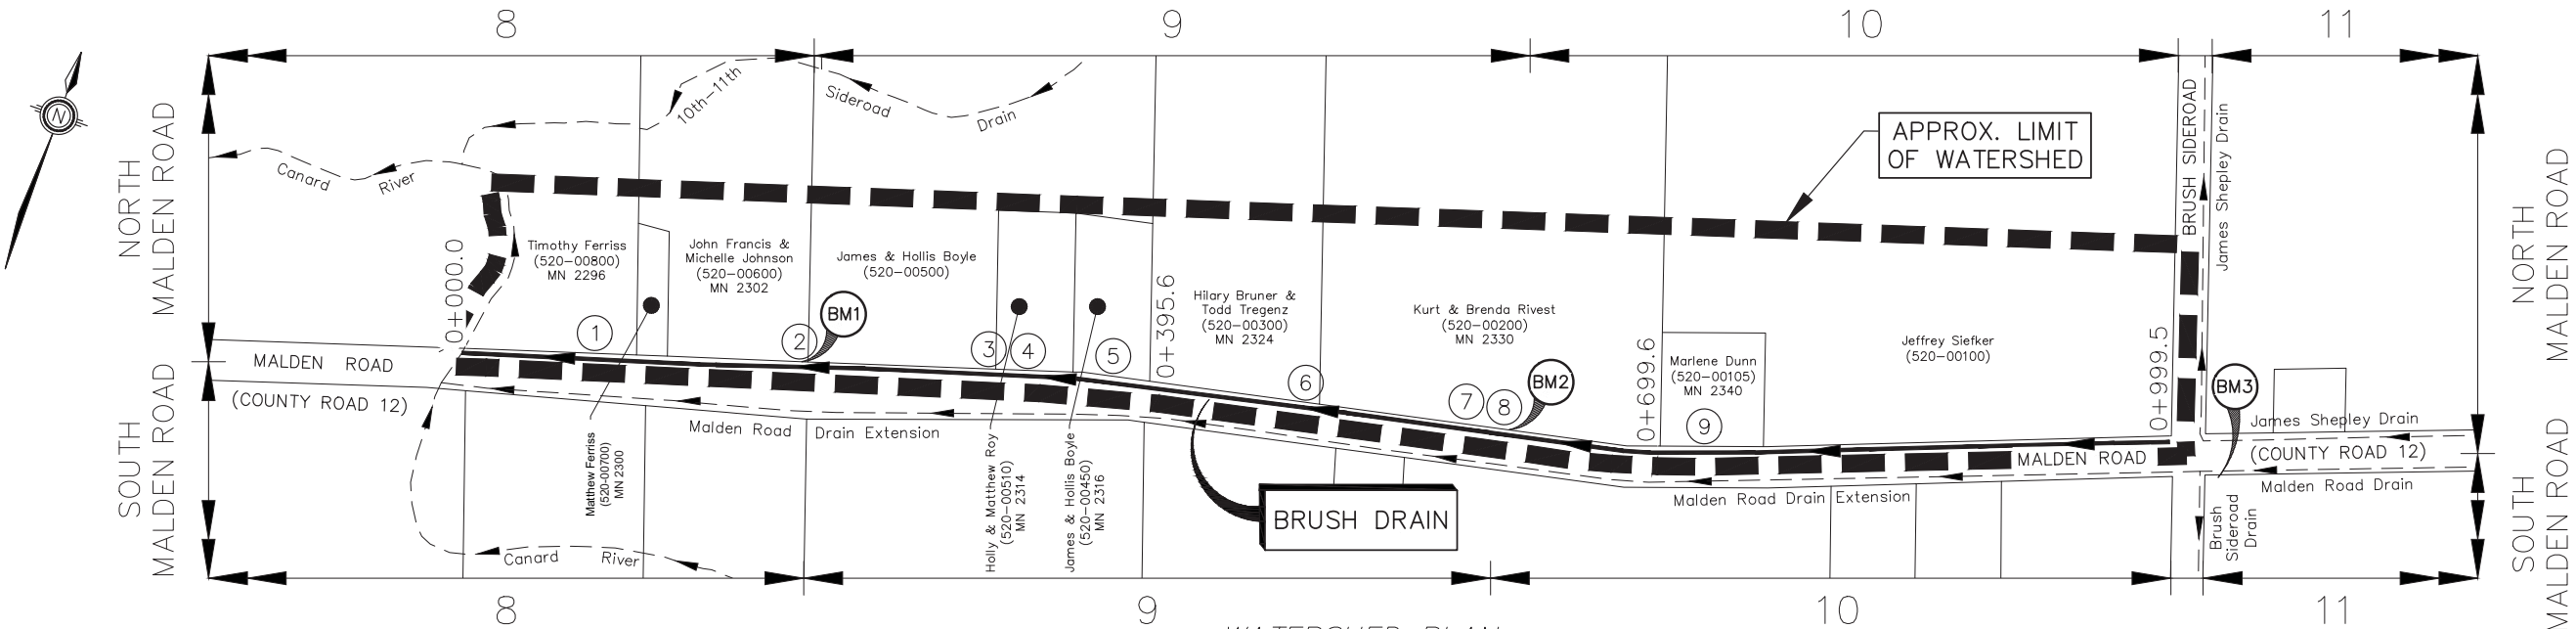 8
9
10
11
N
NORTH
MALDEN ROAD
SOUTH
MALDEN ROAD
10th-11th
Sideroad
Drain
Canard
River
APPROX. LIMIT
OF WATERSHED
BRUSH SIDEROAD
James Shepley Drain
NORTH
MALDEN ROAD
SOUTH
MALDEN ROAD
0+000.0
Timothy Ferriss
(520-00800)
MN 2296
John Francis &
Michelle Johnson
(520-00600)
MN 2302
James & Hollis Boyle
(520-00500)
BM1
0+395.6
Hilary Bruner &
Todd Tregenz
(520-00300)
MN 2324
Kurt & Brenda Rivest
(520-00200)
MN 2330
BM2
0+699.6
Marlene Dunn
(520-00105)
MN 2340
Jeffrey Siefker
(520-00100)
0+999.5
BM3
1
2
3
4
5
6
7
8
9
MALDEN ROAD
(COUNTY ROAD 12)
Malden Road Drain Extension
Matthew Ferriss
(520-00700)
MN 2300
Holly & Matthew Roy
(520-00510)
MN 2314
James & Hollis Boyle
(520-00450)
MN 2316
BRUSH DRAIN
MALDEN ROAD
Malden Road Drain Extension
James Shepley Drain
(COUNTY ROAD 12)
Malden Road Drain
Brush
Sideroad
Drain
Canard River
8
9
10
11
WATERSHED PLAN